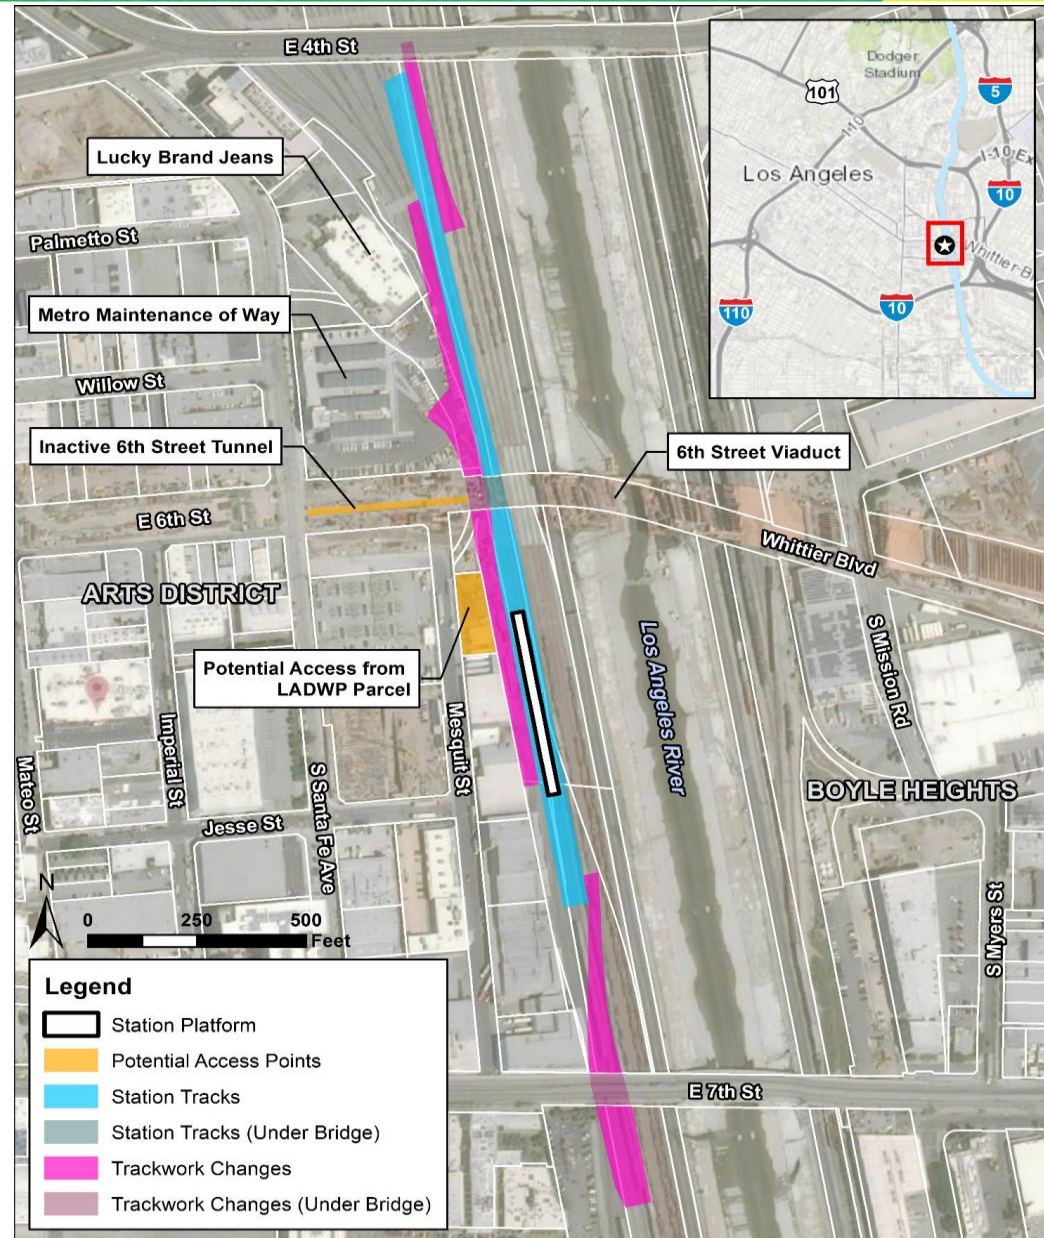 E 4th St
Dodger
Stadium
101
5
I-10
I-10 Ex
Los Angeles
10
Whittier B
110
10
Lucky Brand Jeans
Palmetto St
Metro Maintenance of Way
Willow St
Inactive 6th Street Tunnel
6th Street Viaduct
E 6th St
Whittier Blvd
ARTS DISTRICT
Los Angeles River
S Mission Rd
Potential Access from
LADWP Parcel
Mesquit St
Imperial St
Mateo St
S Santa Fe Ave
BOYLE HEIGHTS
Jesse St
S Myers St
N
0 250 500
Feet
E 7th St
Legend
Station Platform
Potential Access Points
Station Tracks
Station Tracks (Under Bridge)
Trackwork Changes
Trackwork Changes (Under Bridge)